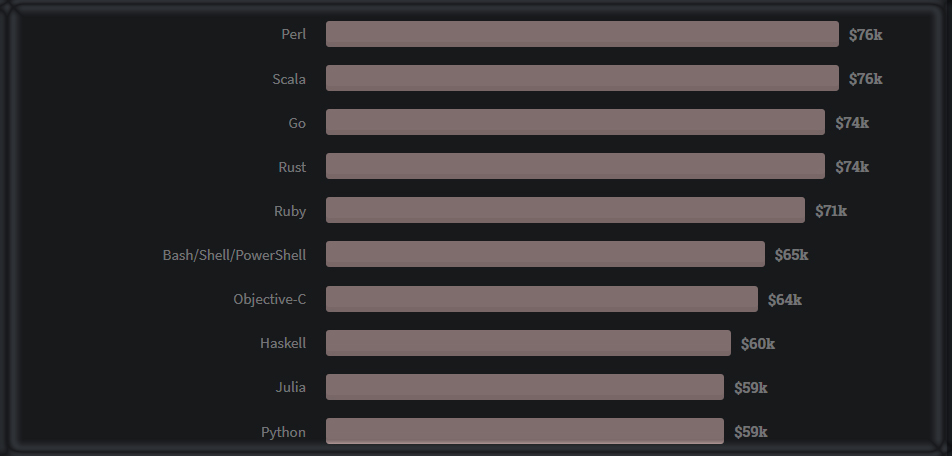 Perl $76k
Scala $76k
Go $74k
Rust $74k
Ruby $71k
Bash/Shell/PowerShell $65k
Objective-C $64k
Haskell $60k
Julia $59k
Python $59k